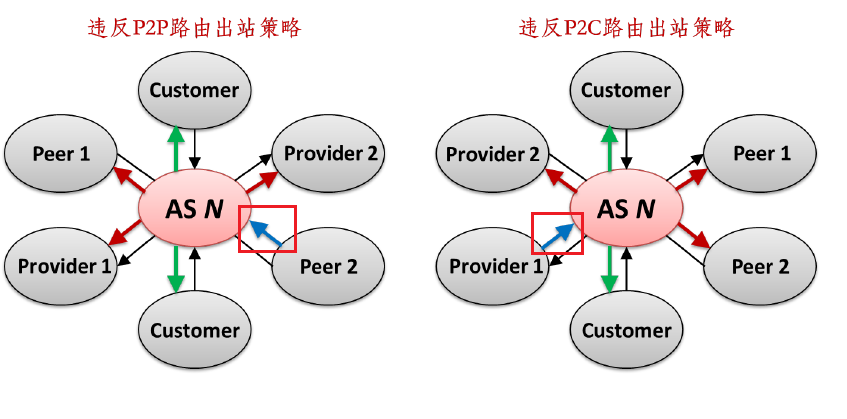 违反P2P路由出站策略
违反P2C路由出站策略
Customer
Peer 1
Provider 2
AS N
Provider 1
Peer 2
Customer
Customer
Provider 2
Peer 1
AS N
Provider 1
Peer 2
Customer